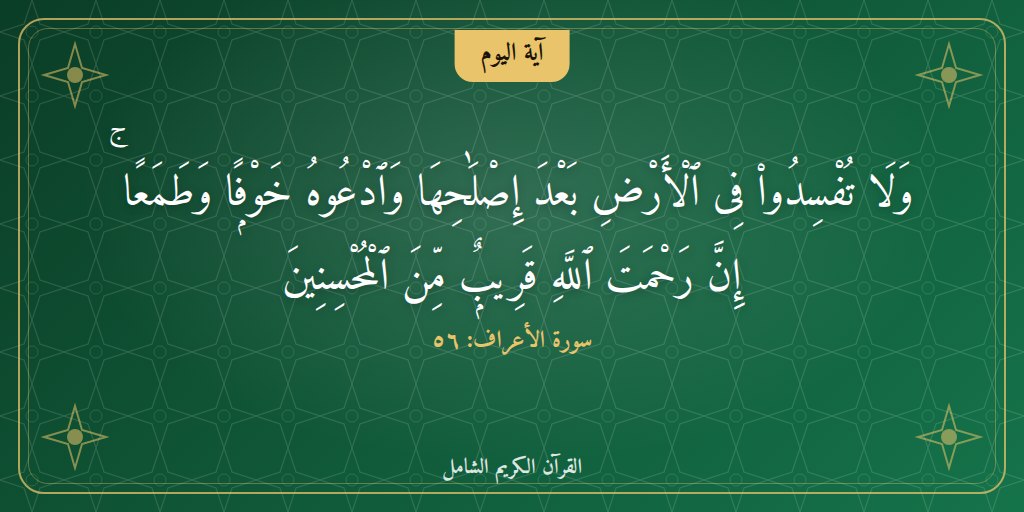 آية اليوم
وَلَا تُفْسِدُوا۟ فِى ٱلْأَرْضِ بَعْدَ إِصْلَـٰحِهَا وَٱدْعُوهُ خَوْفًۭا وَطَمَعًا ۚ
إِنَّ رَحْمَتَ ٱللَّهِ قَرِيبٌۭ مِّنَ ٱلْمُحْسِنِينَ
سورة الأعراف: ٥٦
القرآن الكريم الشامل